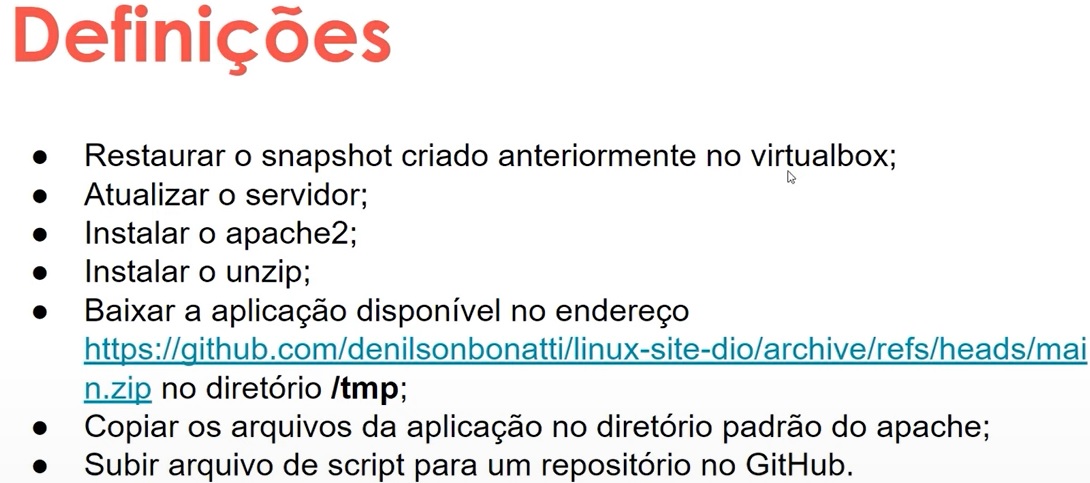 Definições
● Restaurar o snapshot criado anteriormente no virtualbox;
● Atualizar o servidor;
● Instalar o apache2;
● Instalar o unzip;
● Baixar a aplicação disponível no endereço
https://github.com/denilsonbonatti/linux-site-dio/archive/refs/heads/mai
n.zip no diretório /tmp;
● Copiar os arquivos da aplicação no diretório padrão do apache;
● Subir arquivo de script para um repositório no GitHub.